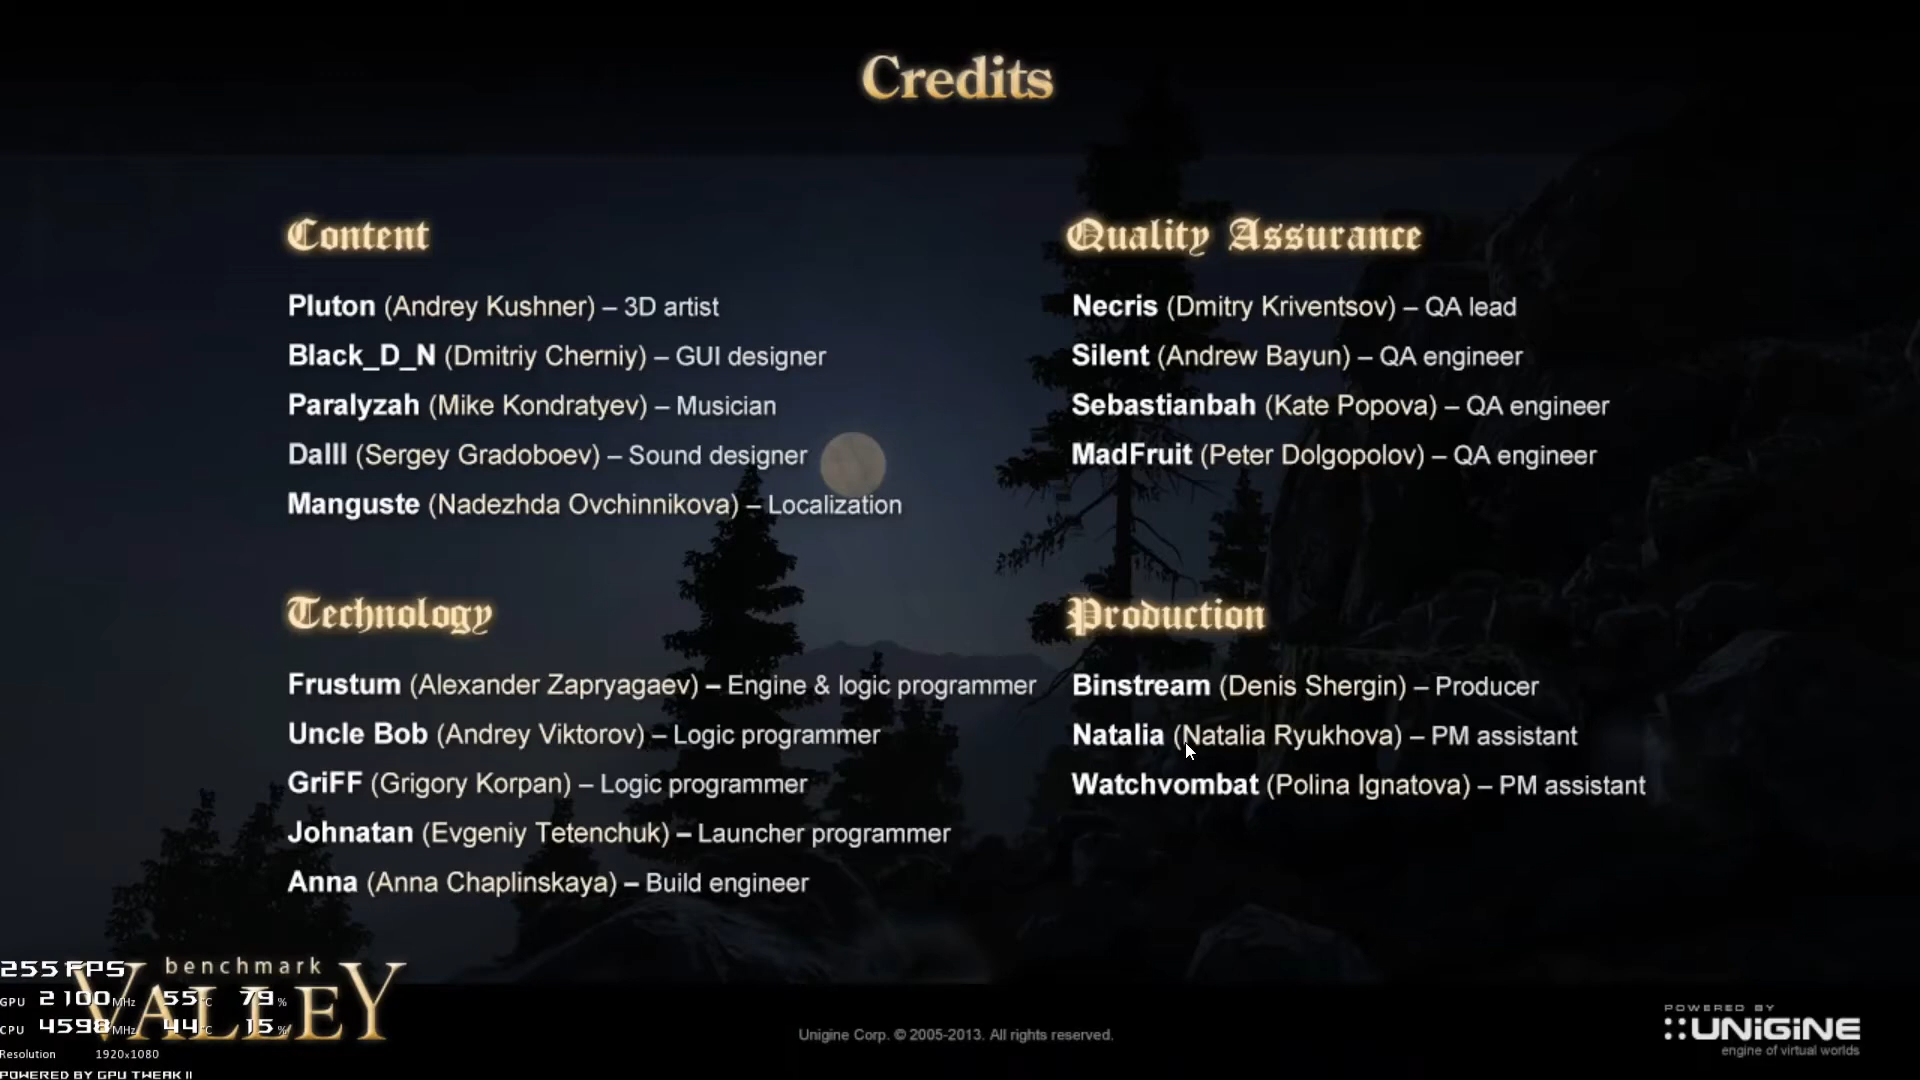 Credits
Content
Pluton (Andrey Kushner) – 3D artist
Black_D_N (Dmitriy Cherniy) – GUI designer
Paralyzah (Mike Kondratyev) – Musician
Dalll (Sergey Gradoboev) – Sound designer
Manguste (Nadezhda Ovchinnikova) – Localization
Quality Assurance
Necris (Dmitry Kriventsov) – QA lead
Silent (Andrew Bayun) – QA engineer
Sebastianbah (Kate Popova) – QA engineer
MadFruit (Peter Dolgopolov) – QA engineer
Technology
Frustum (Alexander Zapryagaev) – Engine & logic programmer
Uncle Bob (Andrey Viktorov) – Logic programmer
GriFF (Grigory Korpan) – Logic programmer
Johnatan (Evgeniy Tetenchuk) – Launcher programmer
Anna (Anna Chaplinskaya) – Build engineer
Production
Binstream (Denis Shergin) – Producer
Natalia (Natalia Ryukhova) – PM assistant
Watchvombat (Polina Ignatova) – PM assistant
255 FPS
benchmark
VALLEY
GPU 2100 MHz 55°C 79 %
CPU 4598 MHz 44°C 15 %
Resolution 1920x1080
POWERED BY GPU TWEAK II
Unigine Corp. © 2005-2013. All rights reserved.
POWERED BY
UNiGiNE
engine of virtual worlds